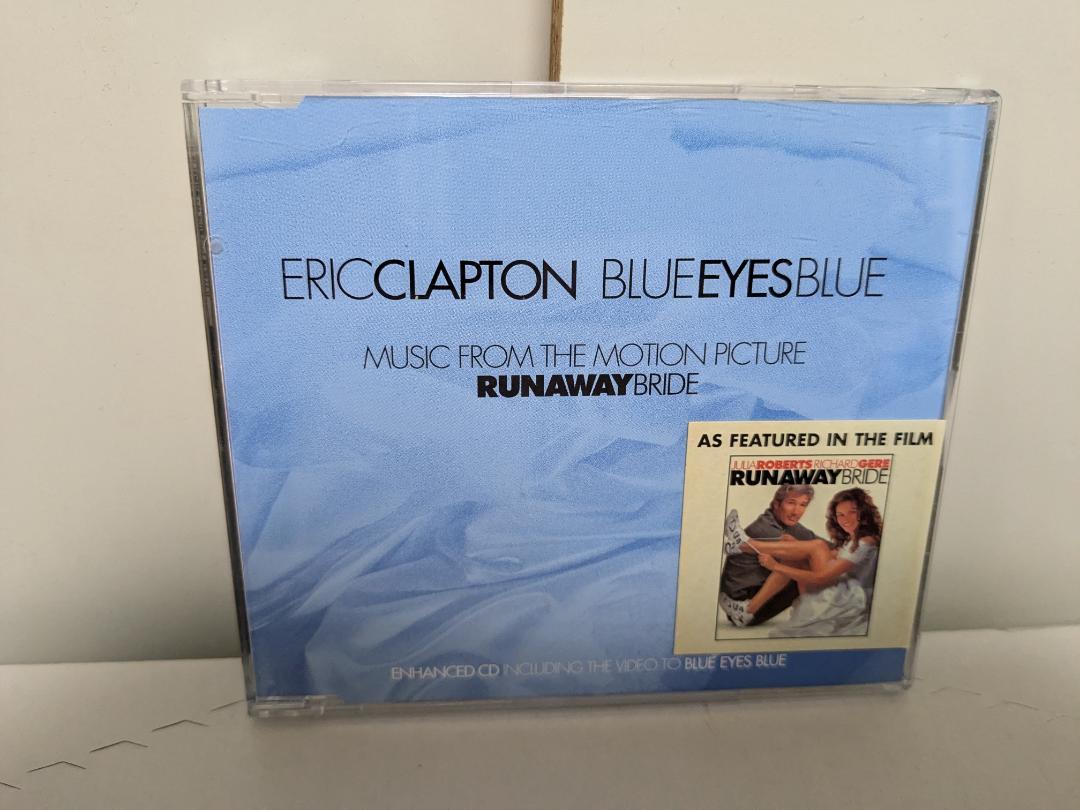 ERICCLAPTON BLUEEYESBLUE
MUSIC FROM THE MOTION PICTURE
RUNAWAYBRIDE
AS FEATURED IN THE FILM
JULIAROBERTS RICHARDGERE
RUNAWAYBRIDE
ENHANCED CD INCLUDING THE VIDEO TO BLUE EYES BLUE